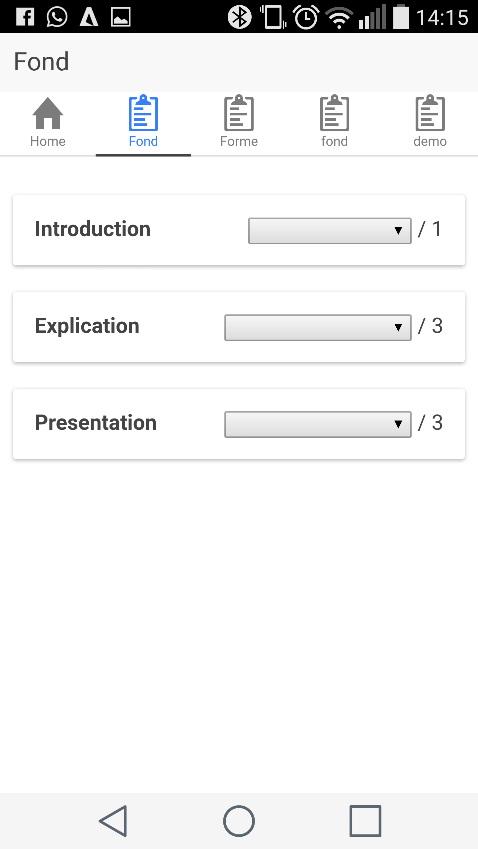 14:15
Fond
Home Fond Forme fond demo
Introduction / 1
Explication / 3
Presentation / 3